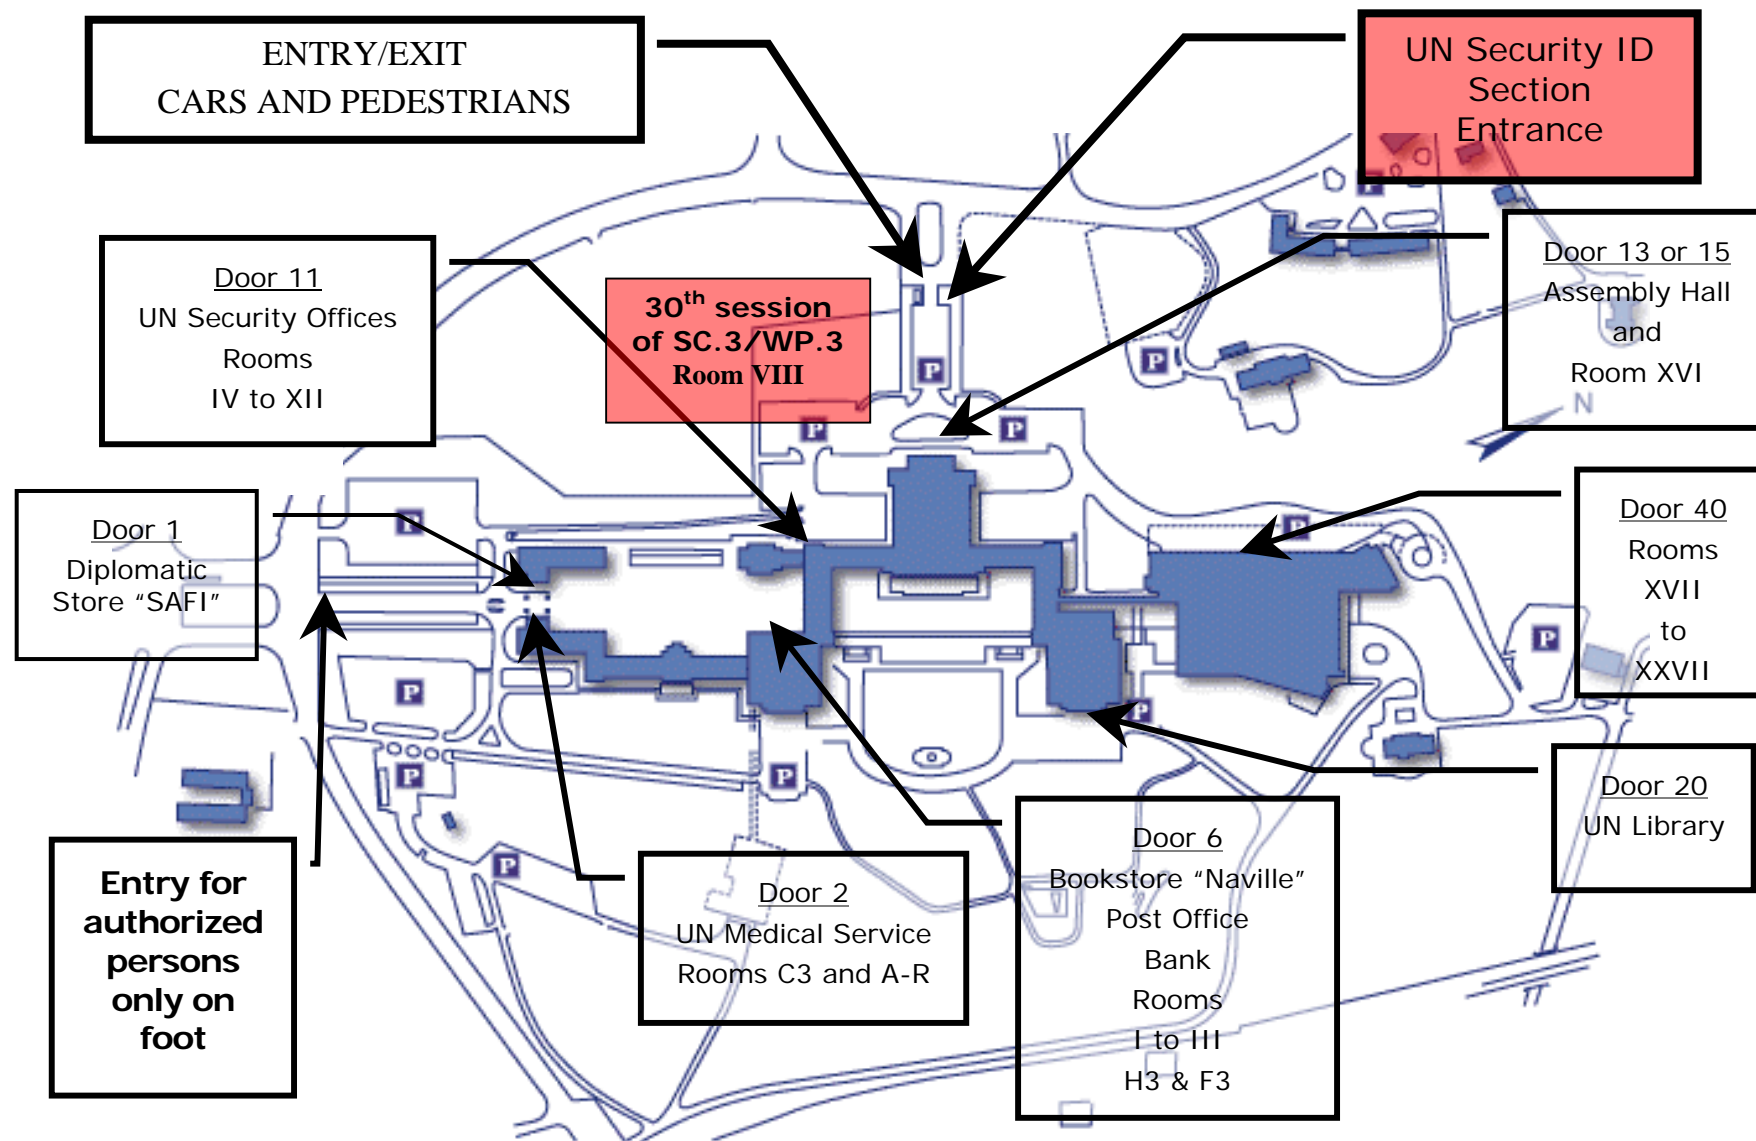 ENTRY/EXIT
CARS AND PEDESTRIANS
UN Security ID
Section
Entrance
Door 11
UN Security Offices
Rooms
IV to XII
30th session
of SC.3/WP.3
Room VIII
Door 13 or 15
Assembly Hall
and
Room XVI
N
Door 1
Diplomatic
Store “SAFI”
Door 40
Rooms
XVII
to
XXVII
Door 20
UN Library
Entry for
authorized
persons
only on
foot
Door 2
UN Medical Service
Rooms C3 and A-R
Door 6
Bookstore “Naville”
Post Office
Bank
Rooms
I to III
H3 & F3
P
P
P
P
P
P
P
P
P
P
P
P
P